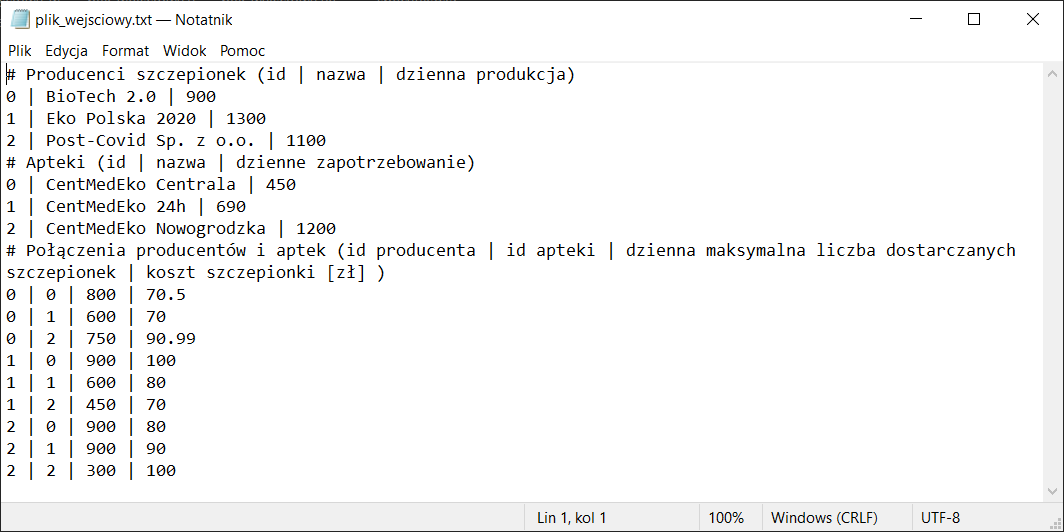 plik_wejsciowy.txt — Notatnik
Plik Edycja Format Widok Pomoc
# Producenci szczepionek (id | nazwa | dzienna produkcja)
0 | BioTech 2.0 | 900
1 | Eko Polska 2020 | 1300
2 | Post-Covid Sp. z o.o. | 1100
# Apteki (id | nazwa | dzienne zapotrzebowanie)
0 | CentMedEko Centrala | 450
1 | CentMedEko 24h | 690
2 | CentMedEko Nowogrodzka | 1200
# Połączenia producentów i aptek (id producenta | id apteki | dzienna maksymalna liczba dostarczanych
szczepionek | koszt szczepionki [zł] )
0 | 0 | 800 | 70.5
0 | 1 | 600 | 70
0 | 2 | 750 | 90.99
1 | 0 | 900 | 100
1 | 1 | 600 | 80
1 | 2 | 450 | 70
2 | 0 | 900 | 80
2 | 1 | 900 | 90
2 | 2 | 300 | 100
Lin 1, kol 1 100% Windows (CRLF) UTF-8